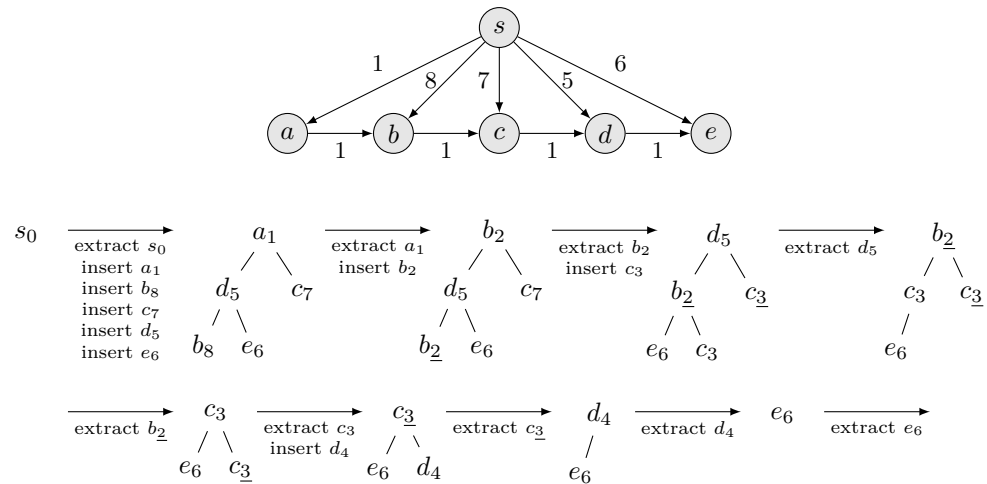 s
1 8 7 5 6
a b c d e
1 1 1 1
s₀ extract s₀ a₁ extract a₁ b₂ extract b₂ d₅ extract d₅ b₂
insert a₁ insert b₂ insert c₃
insert b₈ d₅ c₇ d₅ c₇ b₂ c₃ c₃ c₃
insert c₇
insert d₅
insert e₆ b₈ e₆ b₂ e₆ e₆ c₃ e₆
extract b₂ c₃ extract c₃ c₃ extract c₃ d₄ extract d₄ e₆ extract e₆
insert d₄
e₆ c₃ e₆ d₄ e₆